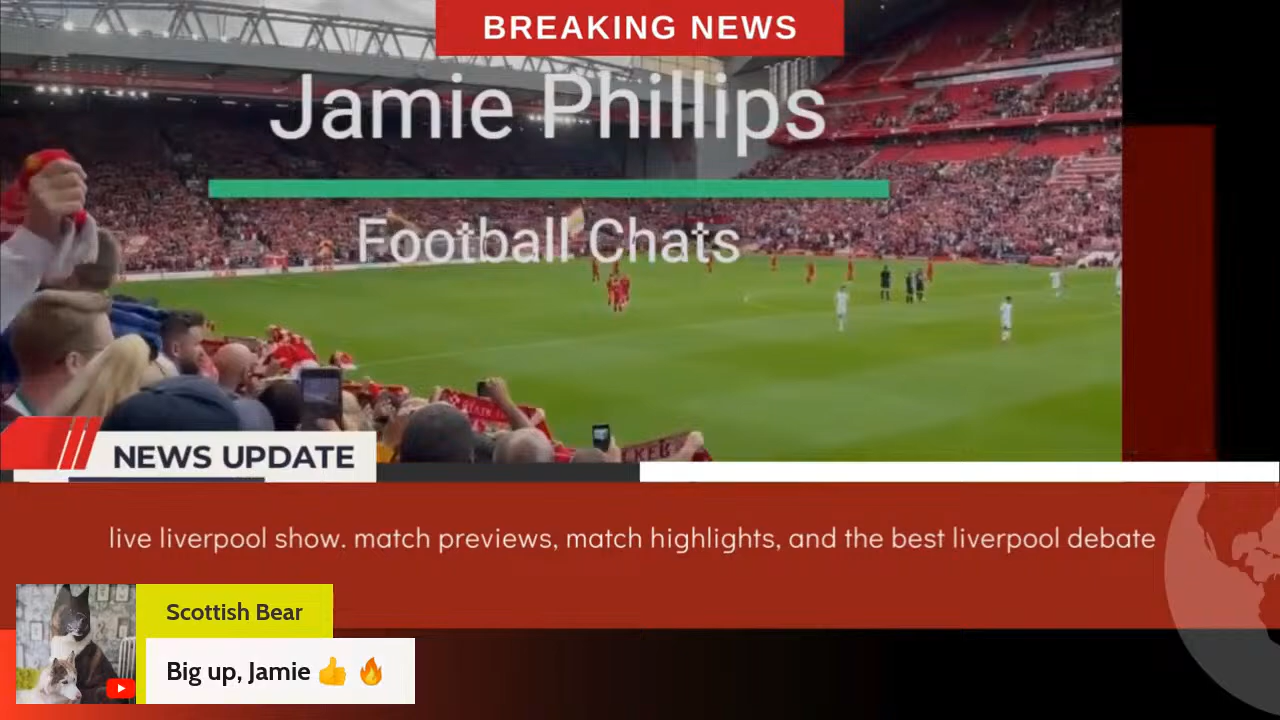 BREAKING NEWS
Jamie Phillips
Football Chats
NEWS UPDATE
live liverpool show. match previews, match highlights, and the best liverpool debate
Scottish Bear
Big up, Jamie 👍 🔥